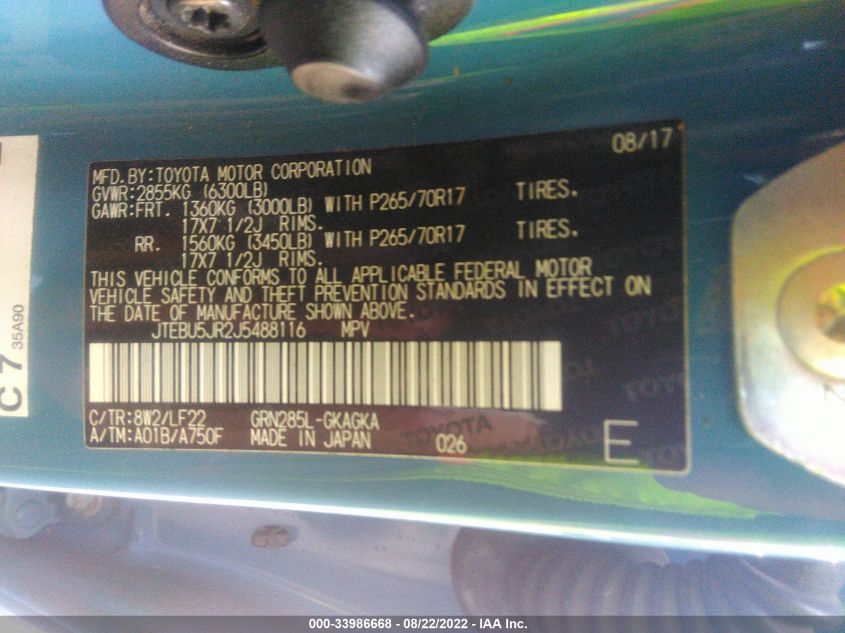 08/17
MFD.BY:TOYOTA MOTOR CORPORATION
GVWR:2855KG (6300LB)
GAWR:FRT. 1360KG (3000LB) WITH P265/70R17 TIRES.
17X7 1/2J RIMS.
RR. 1560KG (3450LB) WITH P265/70R17 TIRES.
17X7 1/2J RIMS.
THIS VEHICLE CONFORMS TO ALL APPLICABLE FEDERAL MOTOR
VEHICLE SAFETY AND THEFT PREVENTION STANDARDS IN EFFECT ON
THE DATE OF MANUFACTURE SHOWN ABOVE.
JTEBU5JR2J5488116 MPV
C/TR:8W2/LF22 GRN285L-GKAGKA
A/TM:A01B/A750F MADE IN JAPAN 026 E
TOYOTA
C 7
35A90
000-33986668 - 08/22/2022 - IAA Inc.